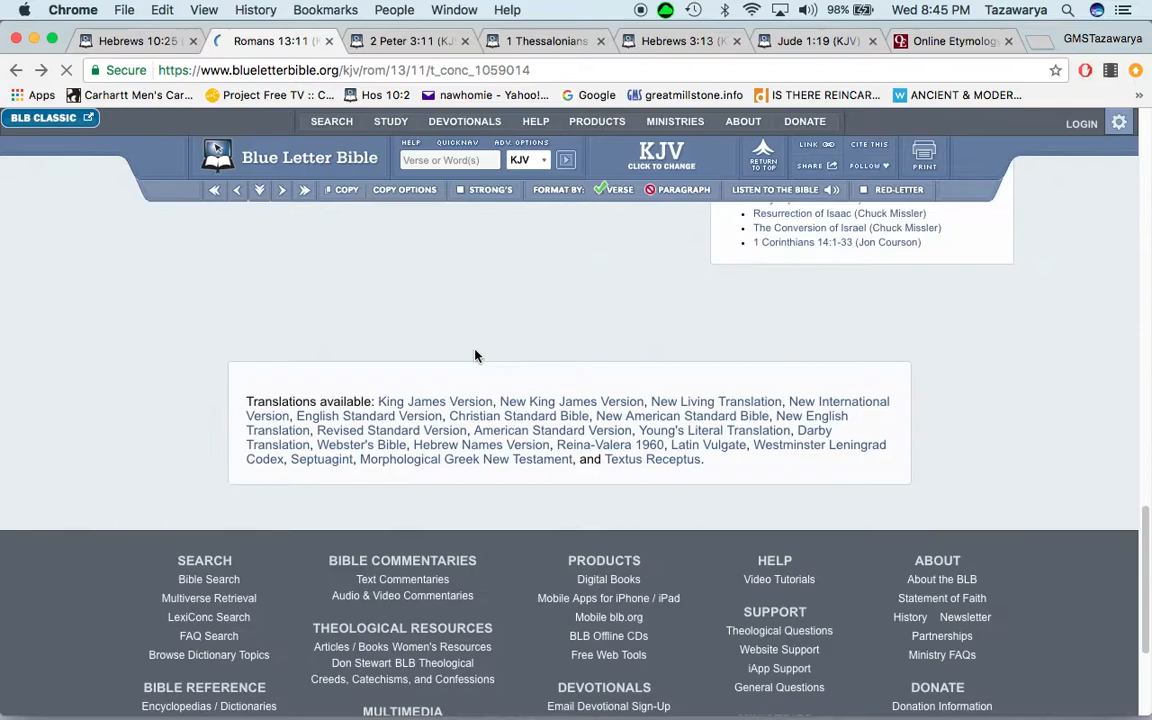 Chrome File Edit View History Bookmarks People Window Help 98% Wed 8:45 PM Tazawarya
Hebrews 10:25 Romans 13:11 (K 2 Peter 3:11 (KJV) 1 Thessalonians Hebrews 3:13 (KJV) Jude 1:19 (KJV) Online Etymology GMSTazawarya
Secure https://www.blueletterbible.org/kjv/rom/13/11/t_conc_1059014
Apps Carhartt Men's Car... Project Free TV :: C... Hos 10:2 nawhomie - Yahoo!... Google greatmillstone.info IS THERE REINCAR... ANCIENT & MODER... »
BLB CLASSIC SEARCH STUDY DEVOTIONALS HELP PRODUCTS MINISTRIES ABOUT DONATE LOGIN
HELP QUICKNAV ADV. OPTIONS
Blue Letter Bible Verse or Word(s) KJV
KJV
CLICK TO CHANGE
RETURN TO TOP
LINK CITE THIS
SHARE FOLLOW PRINT
COPY COPY OPTIONS STRONG'S FORMAT BY: VERSE PARAGRAPH LISTEN TO THE BIBLE RED-LETTER
• Resurrection of Isaac (Chuck Missler)
• The Conversion of Israel (Chuck Missler)
• 1 Corinthians 14:1-33 (Jon Courson)
Translations available: King James Version, New King James Version, New Living Translation, New International
Version, English Standard Version, Christian Standard Bible, New American Standard Bible, New English
Translation, Revised Standard Version, American Standard Version, Young's Literal Translation, Darby
Translation, Webster's Bible, Hebrew Names Version, Reina-Valera 1960, Latin Vulgate, Westminster Leningrad
Codex, Septuagint, Morphological Greek New Testament, and Textus Receptus.
SEARCH
Bible Search
Multiverse Retrieval
LexiConc Search
FAQ Search
Browse Dictionary Topics
BIBLE REFERENCE
Encyclopedias / Dictionaries
BIBLE COMMENTARIES
Text Commentaries
Audio & Video Commentaries
THEOLOGICAL RESOURCES
Articles / Books Women's Resources
Don Stewart BLB Theological
Creeds, Catechisms, and Confessions
MULTIMEDIA
PRODUCTS
Digital Books
Mobile Apps for iPhone / iPad
Mobile blb.org
BLB Offline CDs
Free Web Tools
DEVOTIONALS
Email Devotional Sign-Up
HELP
Video Tutorials
SUPPORT
Theological Questions
Website Support
iApp Support
General Questions
ABOUT
About the BLB
Statement of Faith
History Newsletter
Partnerships
Ministry FAQs
DONATE
Donation Information